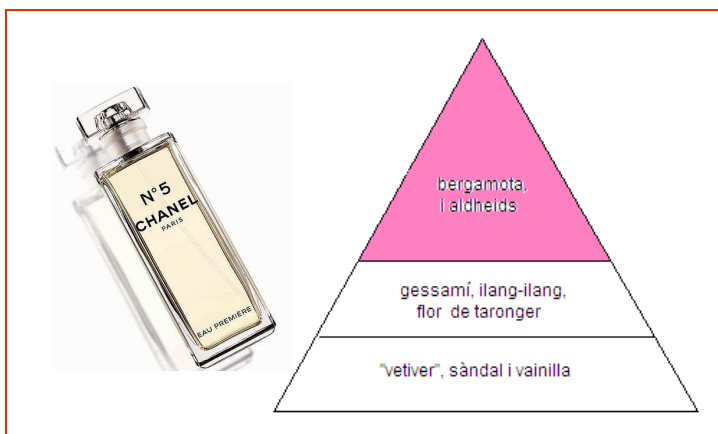 N°5
CHANEL
PARIS
EAU PREMIÈRE
bergamota,
i aldheids
gessamí, ilang-ilang,
flor de taronger
"vetiver", sàndal i vainilla